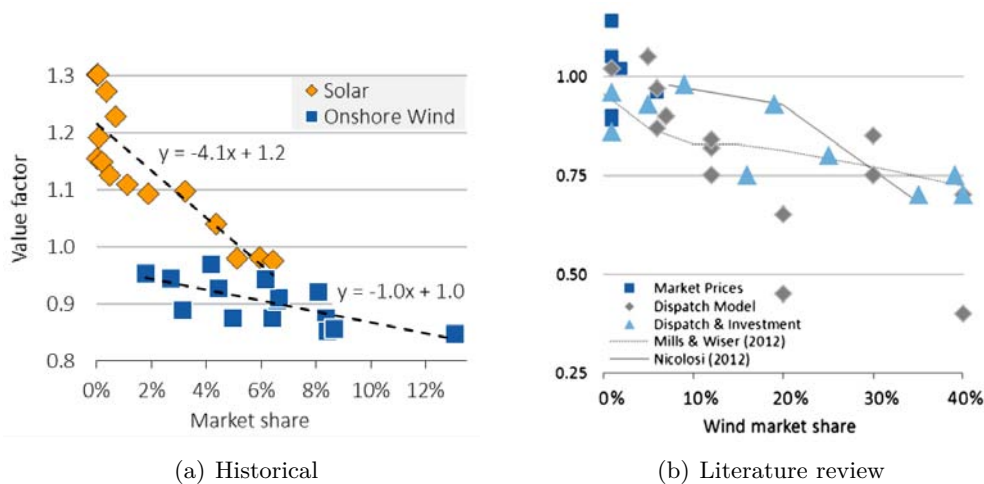 1.3
1.2
1.1
1.0
0.9
0.8
Value factor
Solar
Onshore Wind
y = -4.1x + 1.2
y = -1.0x + 1.0
0%
2%
4%
6%
8%
10%
12%
Market share
(a) Historical
1.00
0.75
0.50
0.25
Market Prices
Dispatch Model
Dispatch & Investment
Mills & Wiser (2012)
Nicolosi (2012)
0%
10%
20%
30%
40%
Wind market share
(b) Literature review